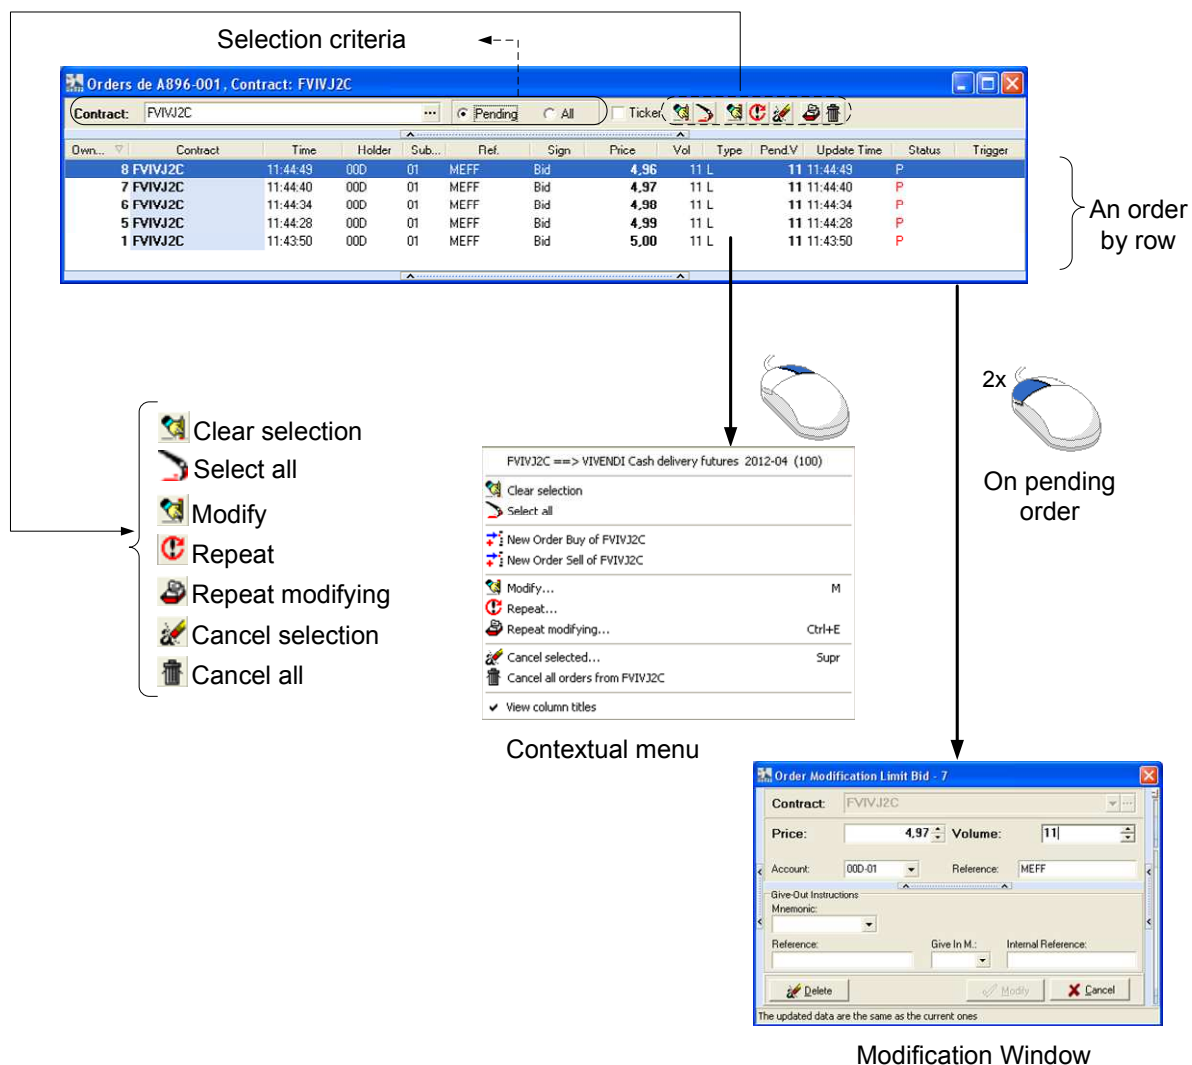 Selection criteria
Orders de A896-001, Contract: FVIVJ2C
Contract: FVIVJ2C ... Pending All Ticker
Own... Contract Time Holder Sub... Ref. Sign Price Vol Type Pend.V Update Time Status Trigger
8 FVIVJ2C 11:44:49 00D 01 MEFF Bid 4,96 11 L 11 11:44:49 P
7 FVIVJ2C 11:44:40 00D 01 MEFF Bid 4,97 11 L 11 11:44:40 P
6 FVIVJ2C 11:44:34 00D 01 MEFF Bid 4,98 11 L 11 11:44:34 P
5 FVIVJ2C 11:44:28 00D 01 MEFF Bid 4,99 11 L 11 11:44:28 P
1 FVIVJ2C 11:43:50 00D 01 MEFF Bid 5,00 11 L 11 11:43:50 P
An order
by row
Clear selection
Select all
Modify
Repeat
Repeat modifying
Cancel selection
Cancel all
FVIVJ2C ==> VIVENDI Cash delivery futures 2012-04 (100)
Clear selection
Select all
New Order Buy of FVIVJ2C
New Order Sell of FVIVJ2C
Modify... M
Repeat...
Repeat modifying... Ctrl+E
Cancel selected... Supr
Cancel all orders from FVIVJ2C
View column titles
Contextual menu
2x
On pending
order
Order Modification Limit Bid - 7
Contract: FVIVJ2C ...
Price: 4,97 Volume: 11
Account: 00D-01 Reference: MEFF
Give-Out Instructions
Mnemonic:
Reference: Give In M.: Internal Reference:
Delete Modify Cancel
The updated data are the same as the current ones
Modification Window